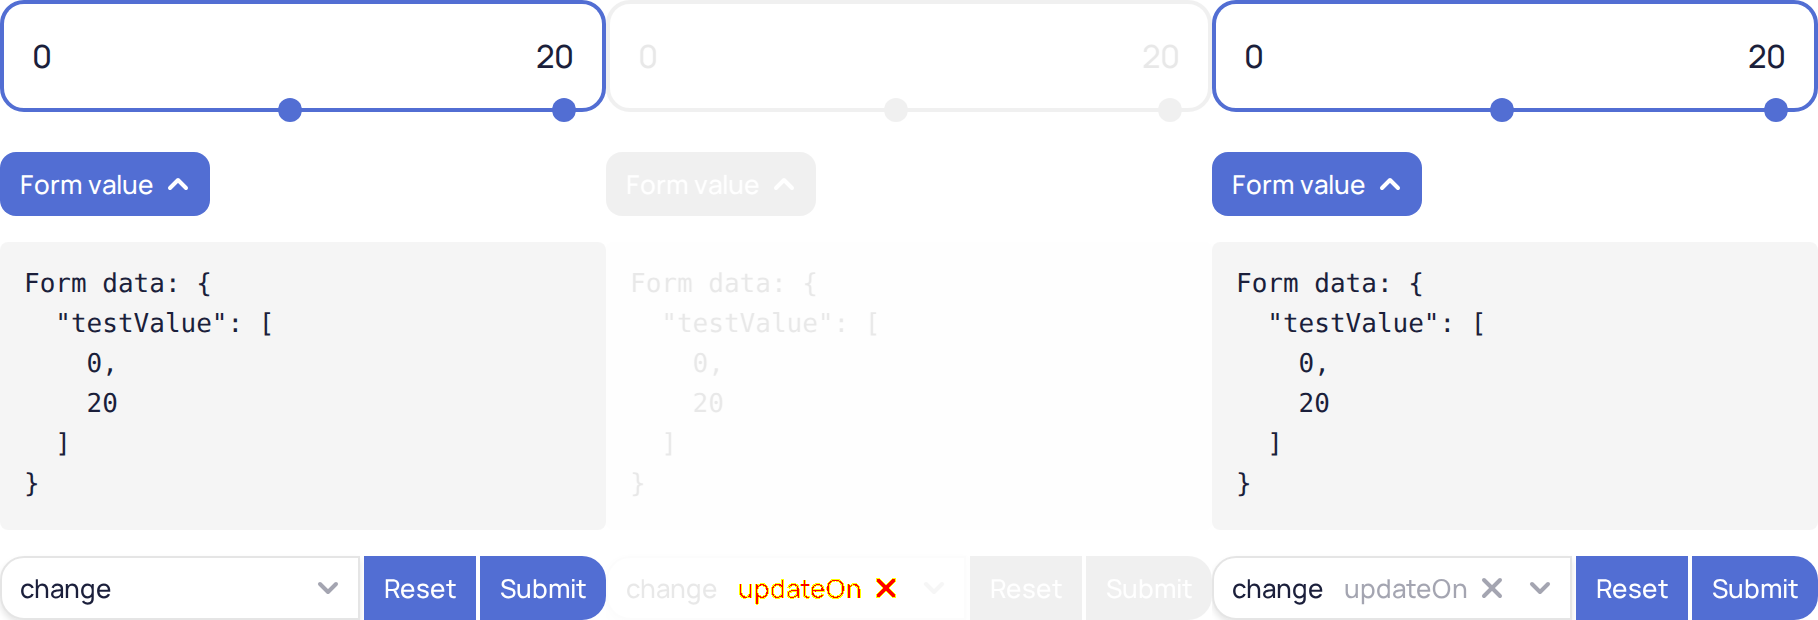 0 20
0 20
0 20
Form value
Form value
Form value
Form data: {
"testValue": [
0,
20
]
}
Form data: {
"testValue": [
0,
20
]
}
Form data: {
"testValue": [
0,
20
]
}
change Reset Submit
change updateOn Reset Submit
change updateOn Reset Submit